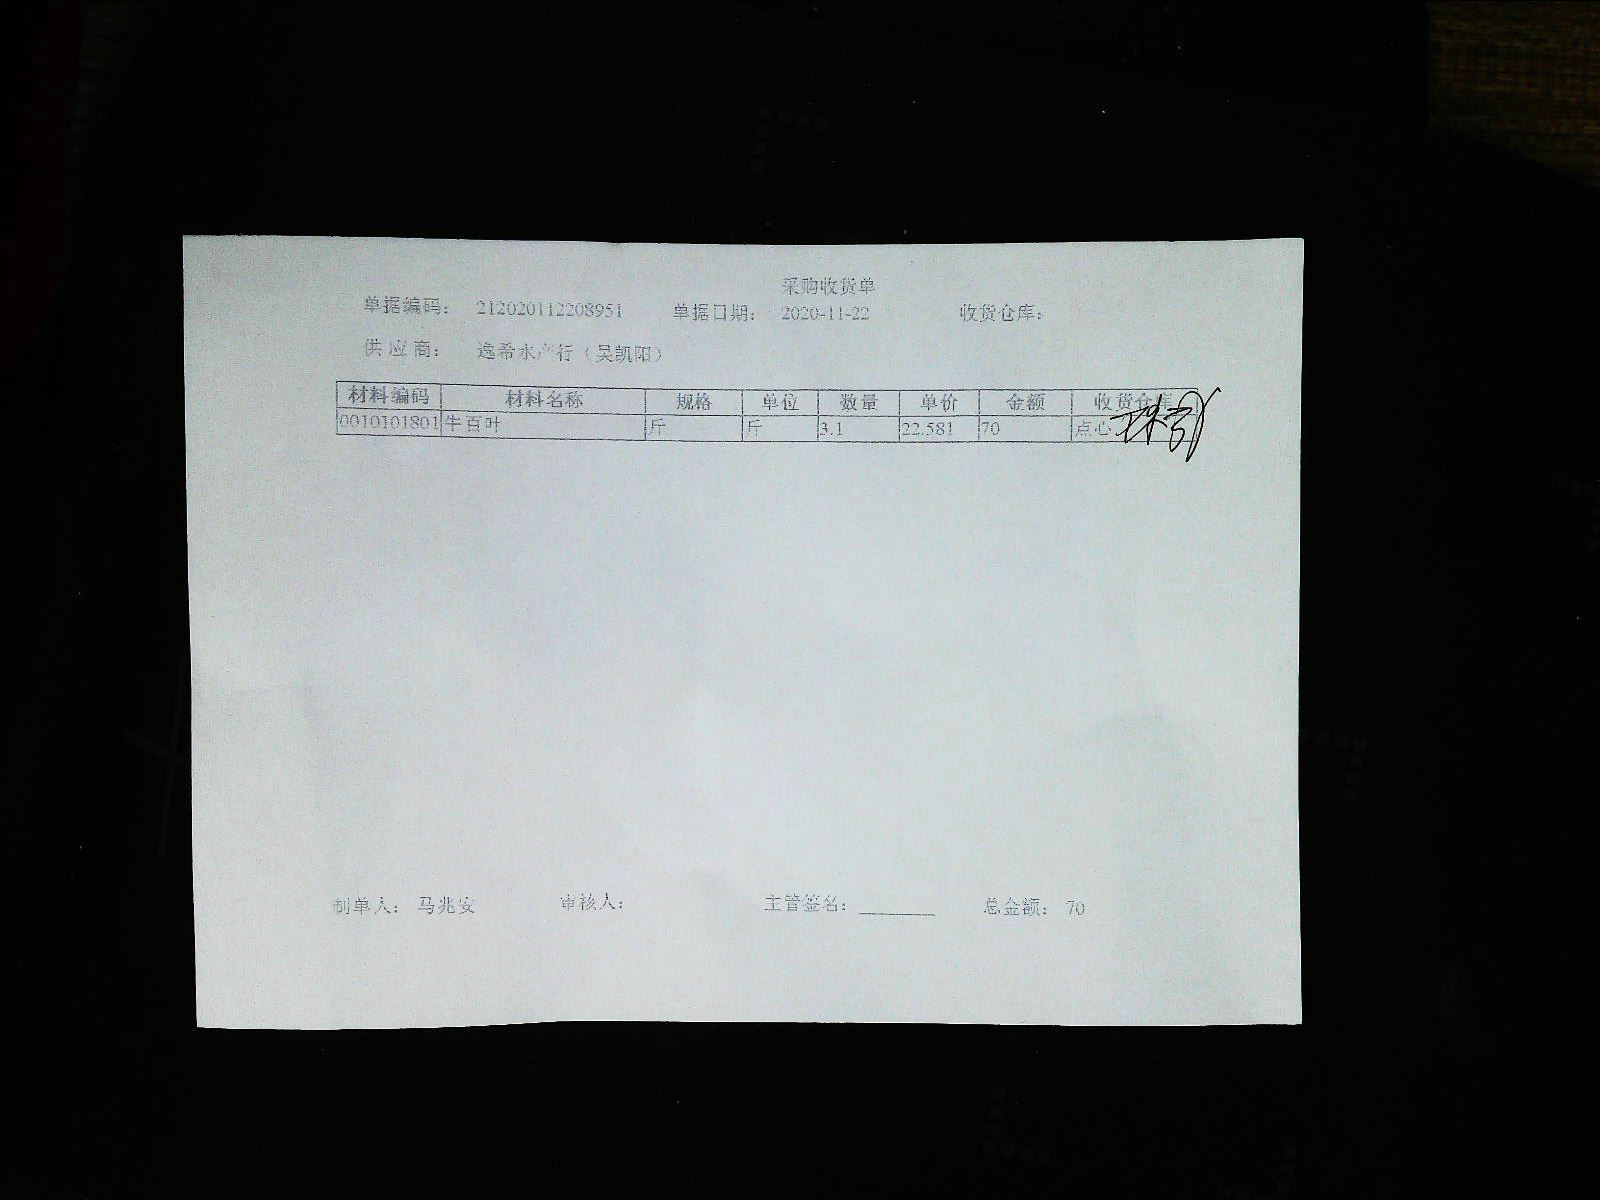 采购收货单
单据编码： 212020112208951 单据日期： 2020-11-22 收货仓库：
供 应 商： 逸希水产行（吴凯阳）
材料编码 材料名称 规格 单位 数量 单价 金额 收货仓库
0010101801 牛百叶 斤 斤 3.1 22.581 70 点心
制单人： 马兆安 审核人： 主管签名： ________ 总金额： 70